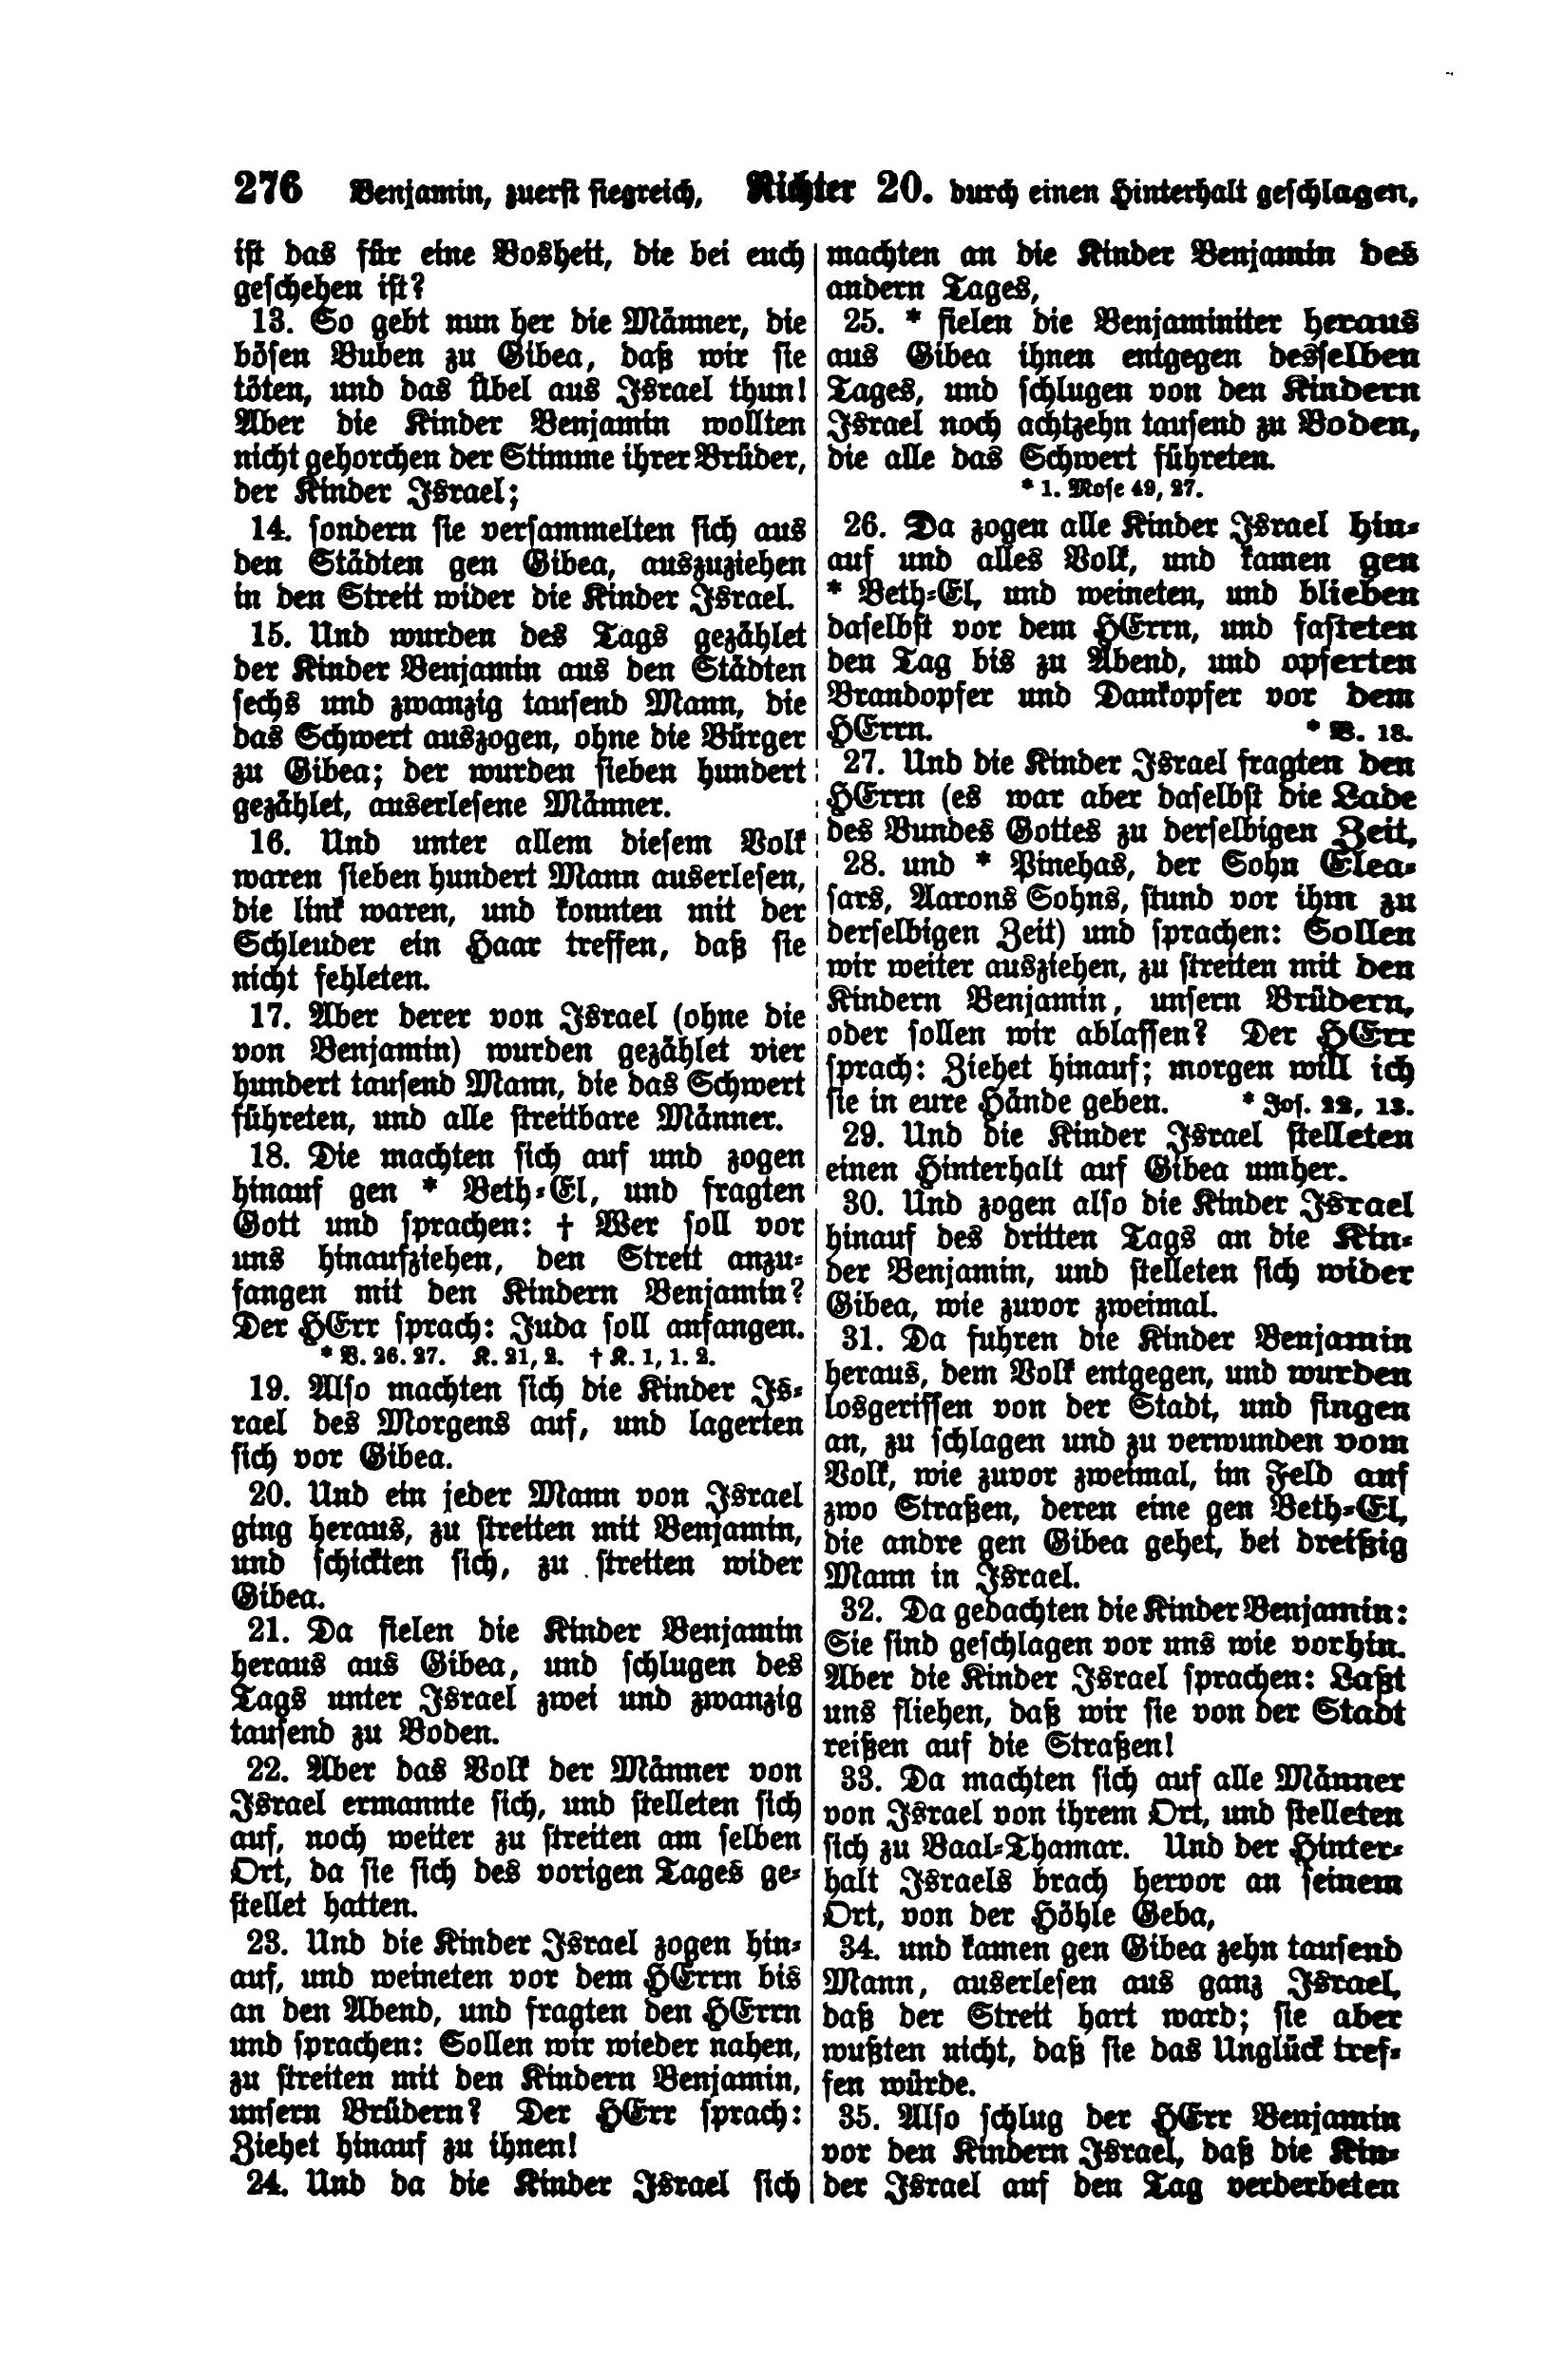 276 Benjamin, zuerst siegreich, Richter 20. durch einen Hinterhalt geschlagen,
ist das für eine Bosheit, die bei euch
geschehen ist?
13. So gebt nun her die Männer, die
bösen Buben zu Gibea, daß wir sie
töten, und das Übel aus Israel thun!
Aber die Kinder Benjamin wollten
nicht gehorchen der Stimme ihrer Brüder,
der Kinder Israel;
14. sondern sie versammelten sich aus
den Städten gen Gibea, auszuziehen
in den Streit wider die Kinder Israel.
15. Und wurden des Tags gezählet
der Kinder Benjamin aus den Städten
sechs und zwanzig tausend Mann, die
das Schwert auszogen, ohne die Bürger
zu Gibea; der wurden sieben hundert
gezählet, auserlesene Männer.
16. Und unter allem diesem Volk
waren sieben hundert Mann auserlesen,
die link waren, und konnten mit der
Schleuder ein Haar treffen, daß sie
nicht fehleten.
17. Aber derer von Israel (ohne die
von Benjamin) wurden gezählet vier
hundert tausend Mann, die das Schwert
führeten, und alle streitbare Männer.
18. Die machten sich auf und zogen
hinauf gen * Beth-El, und fragten
Gott und sprachen: † Wer soll vor
uns hinaufziehen, den Streit anzu-
fangen mit den Kindern Benjamin?
Der HErr sprach: Juda soll anfangen.
* V. 26. 27. K. 21, 2. † K. 1, 1. 2.
19. Also machten sich die Kinder Is-
rael des Morgens auf, und lagerten
sich vor Gibea.
20. Und ein jeder Mann von Israel
ging heraus, zu streiten mit Benjamin,
und schickten sich, zu streiten wider
Gibea.
21. Da fielen die Kinder Benjamin
heraus aus Gibea, und schlugen des
Tags unter Israel zwei und zwanzig
tausend zu Boden.
22. Aber das Volk der Männer von
Israel ermannte sich, und stelleten sich
auf, noch weiter zu streiten am selben
Ort, da sie sich des vorigen Tages ge-
stellet hatten.
23. Und die Kinder Israel zogen hin-
auf, und weineten vor dem HErrn bis
an den Abend, und fragten den HErrn
und sprachen: Sollen wir wieder nahen,
zu streiten mit den Kindern Benjamin,
unsern Brüdern? Der HErr sprach:
Ziehet hinauf zu ihnen!
24. Und da die Kinder Israel sich
machten an die Kinder Benjamin des
andern Tages,
25. * fielen die Benjaminiter heraus
aus Gibea ihnen entgegen desselben
Tages, und schlugen von den Kindern
Israel noch achtzehn tausend zu Boden,
die alle das Schwert führeten.
* 1. Mose 49, 27.
26. Da zogen alle Kinder Israel hin-
auf und alles Volk, und kamen gen
* Beth-El, und weineten, und blieben
daselbst vor dem HErrn, und fasteten
den Tag bis zu Abend, und opferten
Brandopfer und Dankopfer vor dem
HErrn. * V. 18.
27. Und die Kinder Israel fragten den
HErrn (es war aber daselbst die Lade
des Bundes Gottes zu derselbigen Zeit,
28. und * Pinehas, der Sohn Elea-
sars, Aarons Sohns, stund vor ihm zu
derselbigen Zeit) und sprachen: Sollen
wir weiter ausziehen, zu streiten mit den
Kindern Benjamin, unsern Brüdern,
oder sollen wir ablassen? Der HErr
sprach: Ziehet hinauf; morgen will ich
sie in eure Hände geben. * Jos. 22, 13.
29. Und die Kinder Israel stelleten
einen Hinterhalt auf Gibea umher.
30. Und zogen also die Kinder Israel
hinauf des dritten Tags an die Kin-
der Benjamin, und stelleten sich wider
Gibea, wie zuvor zweimal.
31. Da fuhren die Kinder Benjamin
heraus, dem Volk entgegen, und wurden
losgerissen von der Stadt, und fingen
an, zu schlagen und zu verwunden vom
Volk, wie zuvor zweimal, im Feld auf
zwo Straßen, deren eine gen Beth-El,
die andre gen Gibea gehet, bei dreißig
Mann in Israel.
32. Da gedachten die Kinder Benjamin:
Sie sind geschlagen vor uns wie vorhin.
Aber die Kinder Israel sprachen: Laßt
uns fliehen, daß wir sie von der Stadt
reißen auf die Straßen!
33. Da machten sich auf alle Männer
von Israel von ihrem Ort, und stelleten
sich zu Baal-Thamar. Und der Hinter-
halt Israels brach hervor an seinem
Ort, von der Höhle Geba,
34. und kamen gen Gibea zehn tausend
Mann, auserlesen aus ganz Israel,
daß der Streit hart ward; sie aber
wußten nicht, daß sie das Unglück tref-
fen würde.
35. Also schlug der HErr Benjamin
vor den Kindern Israel, daß die Kin-
der Israel auf den Tag verderbeten